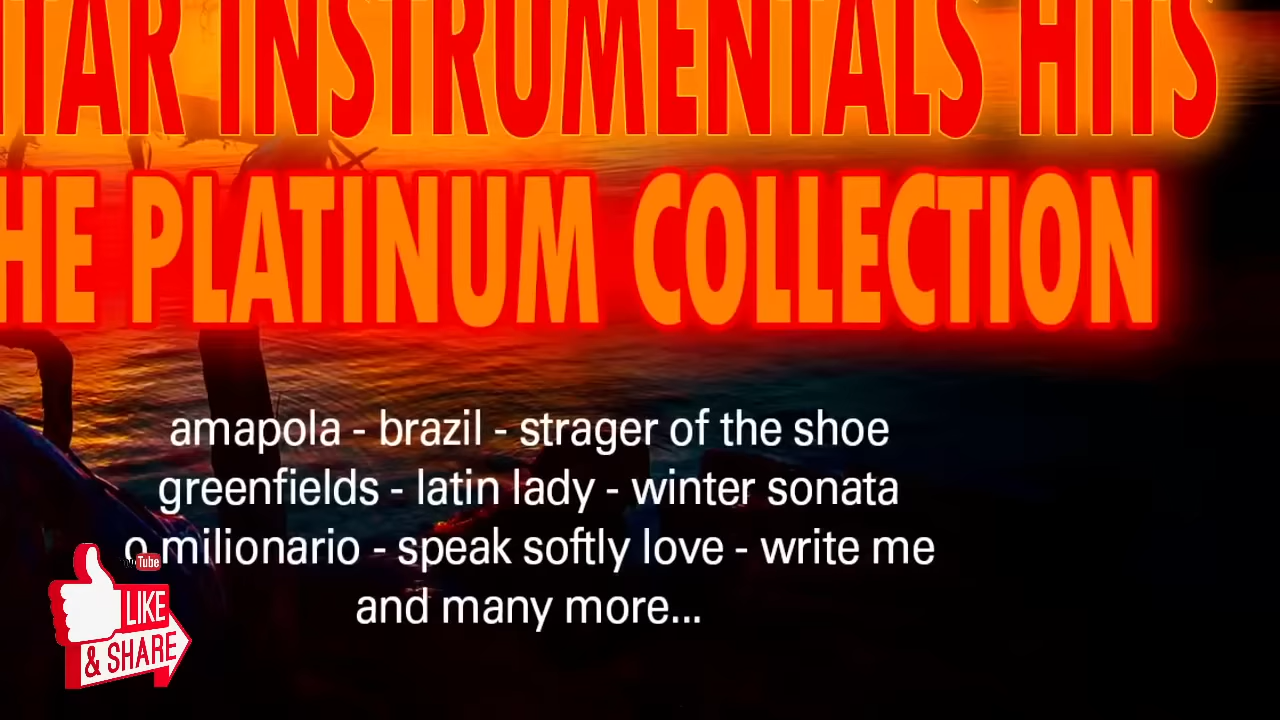 ITAR INSTRUMENTALS HITS
HE PLATINUM COLLECTION
amapola - brazil - strager of the shoe
greenfields - latin lady - winter sonata
o milionario - speak softly love - write me
and many more...
Tube
LIKE
& SHARE